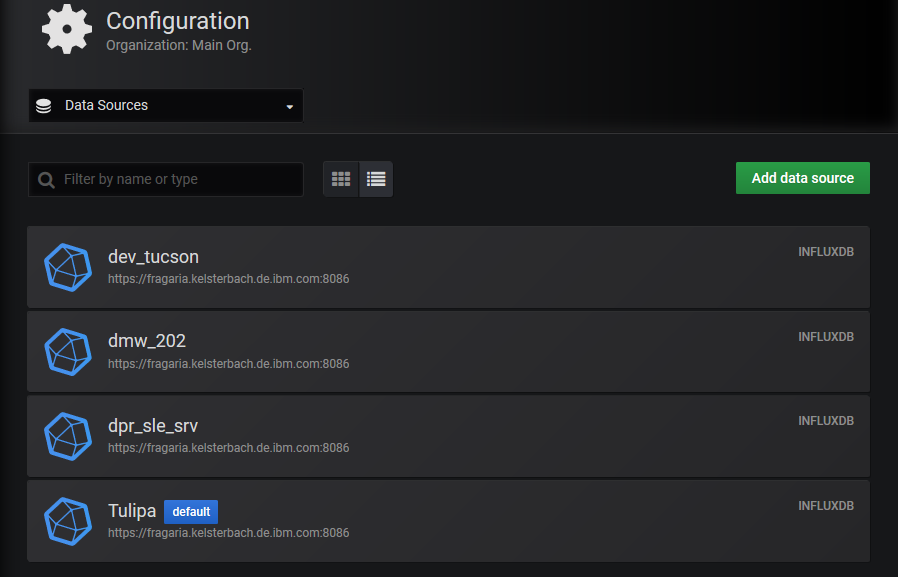 Configuration
Organization: Main Org.
Data Sources
Filter by name or type
Add data source
dev_tucson
INFLUXDB
https://fragaria.kelsterbach.de.ibm.com:8086
dmw_202
INFLUXDB
https://fragaria.kelsterbach.de.ibm.com:8086
dpr_sle_srv
INFLUXDB
https://fragaria.kelsterbach.de.ibm.com:8086
Tulipa default
INFLUXDB
https://fragaria.kelsterbach.de.ibm.com:8086